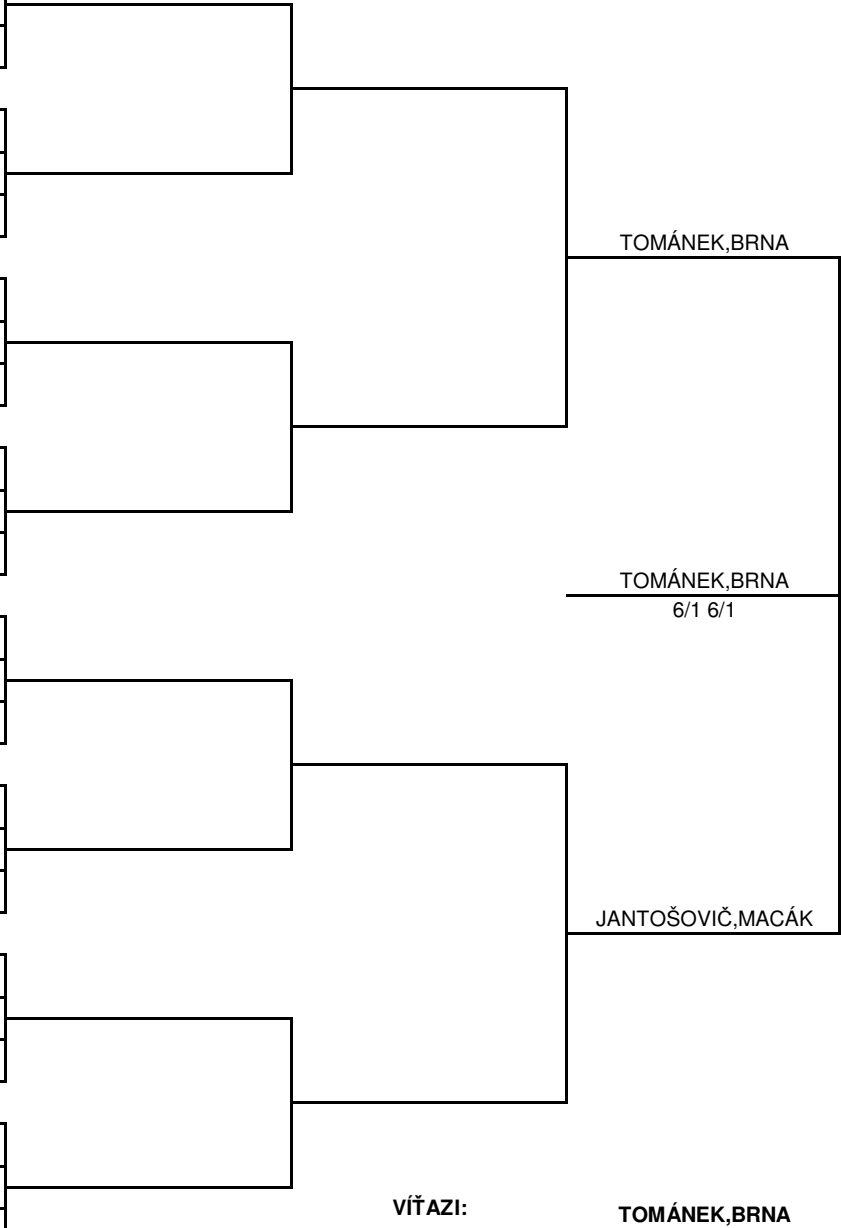 TOMÁNEK,BRNA
TOMÁNEK,BRNA
6/1 6/1
JANTOŠOVIČ,MACÁK
VÍŤAZI:
TOMÁNEK,BRNA